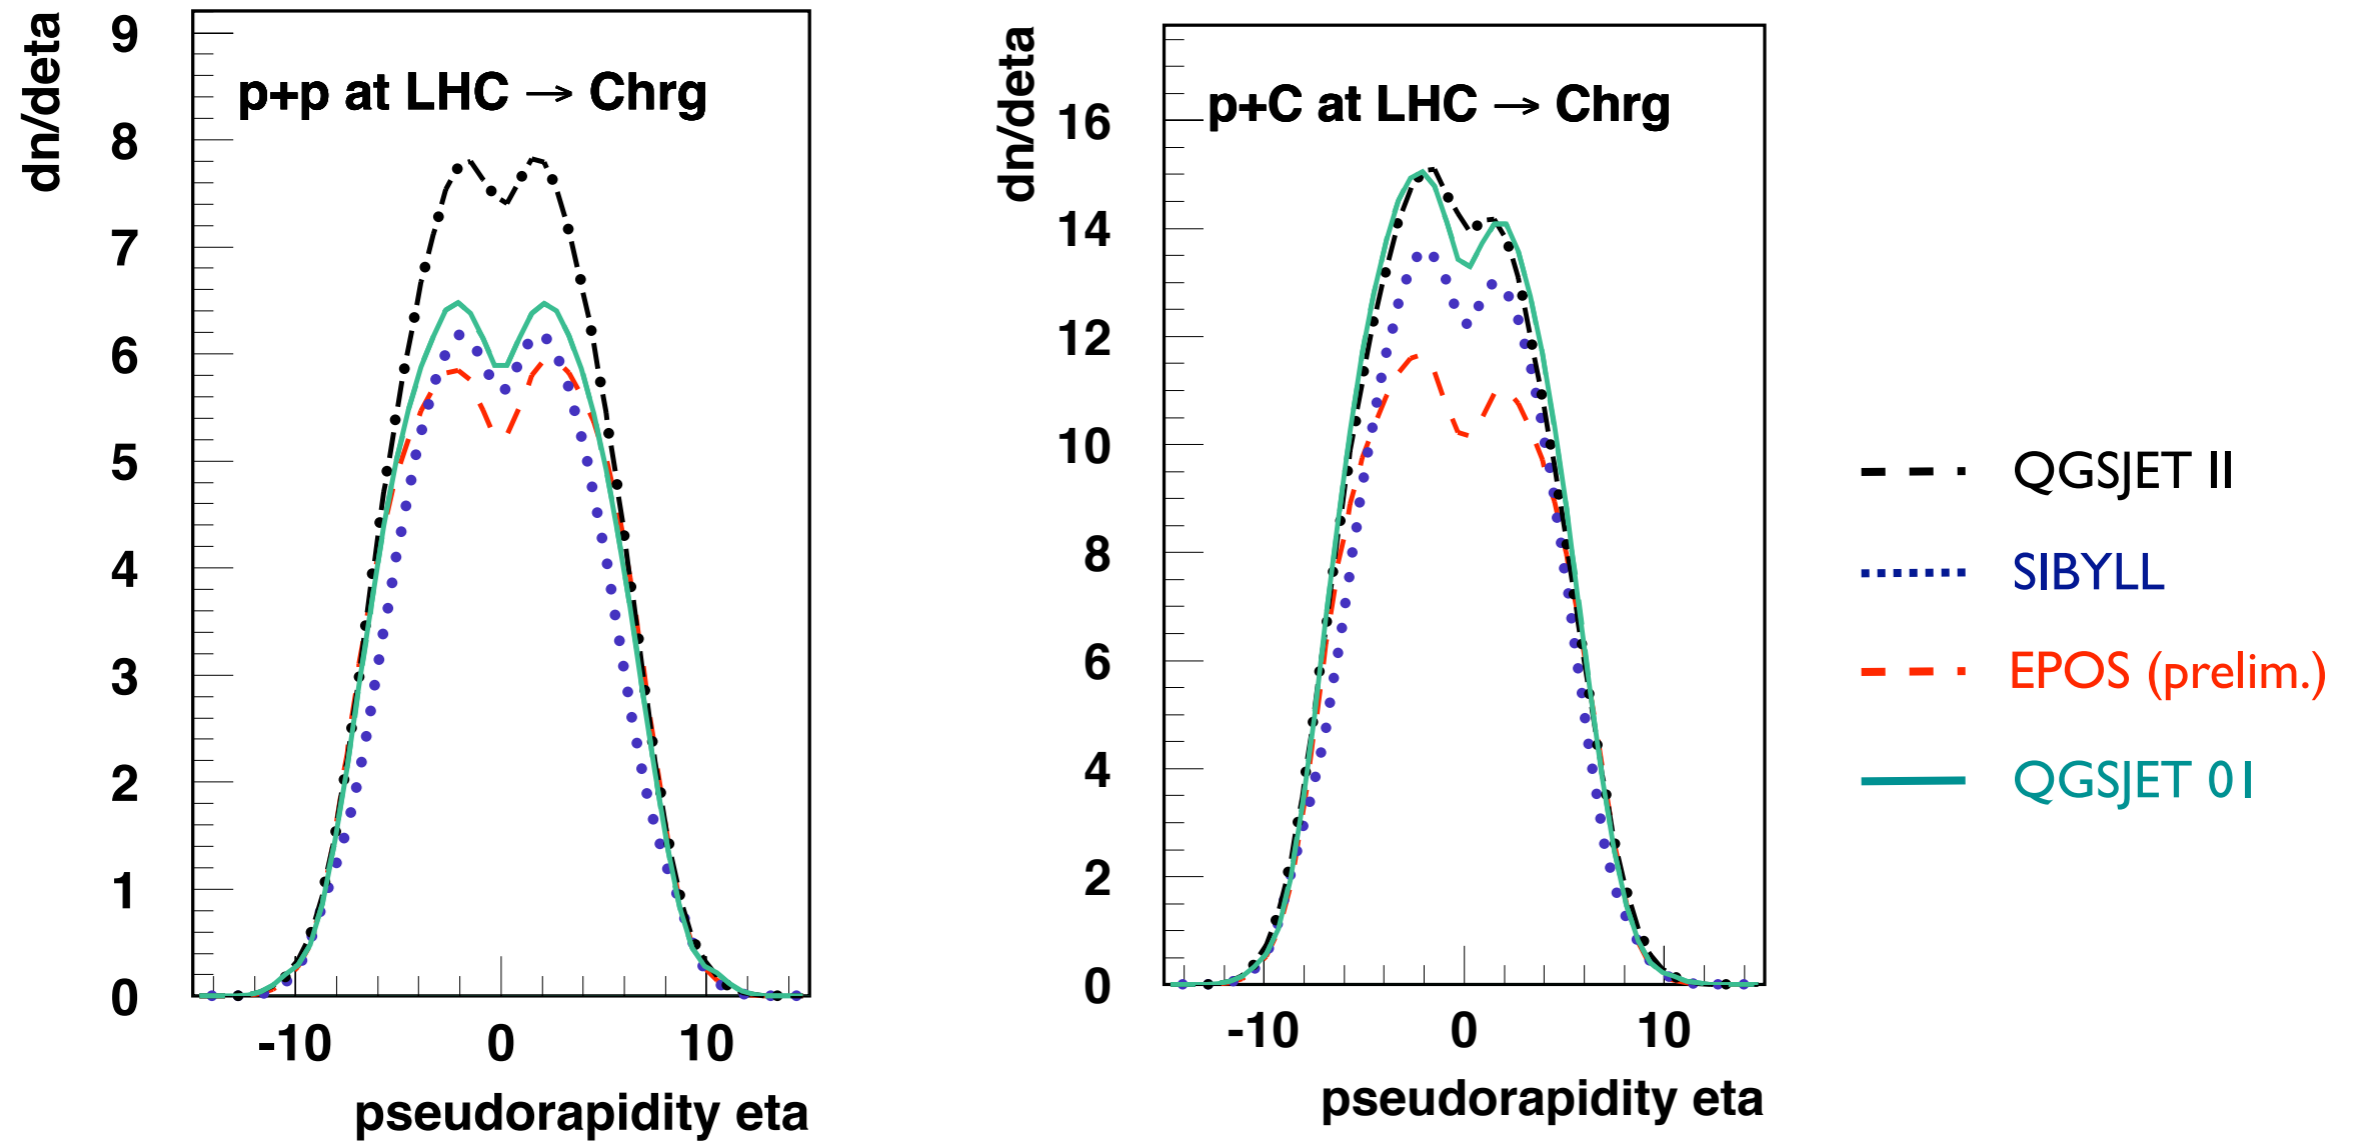 dn/deta
9
8
7
6
5
4
3
2
1
0
p+p at LHC → Chrg
-10 0 10
pseudorapidity eta
dn/deta
16
14
12
10
8
6
4
2
0
p+C at LHC → Chrg
-10 0 10
pseudorapidity eta
QGSJET II
SIBYLL
EPOS (prelim.)
QGSJET 01